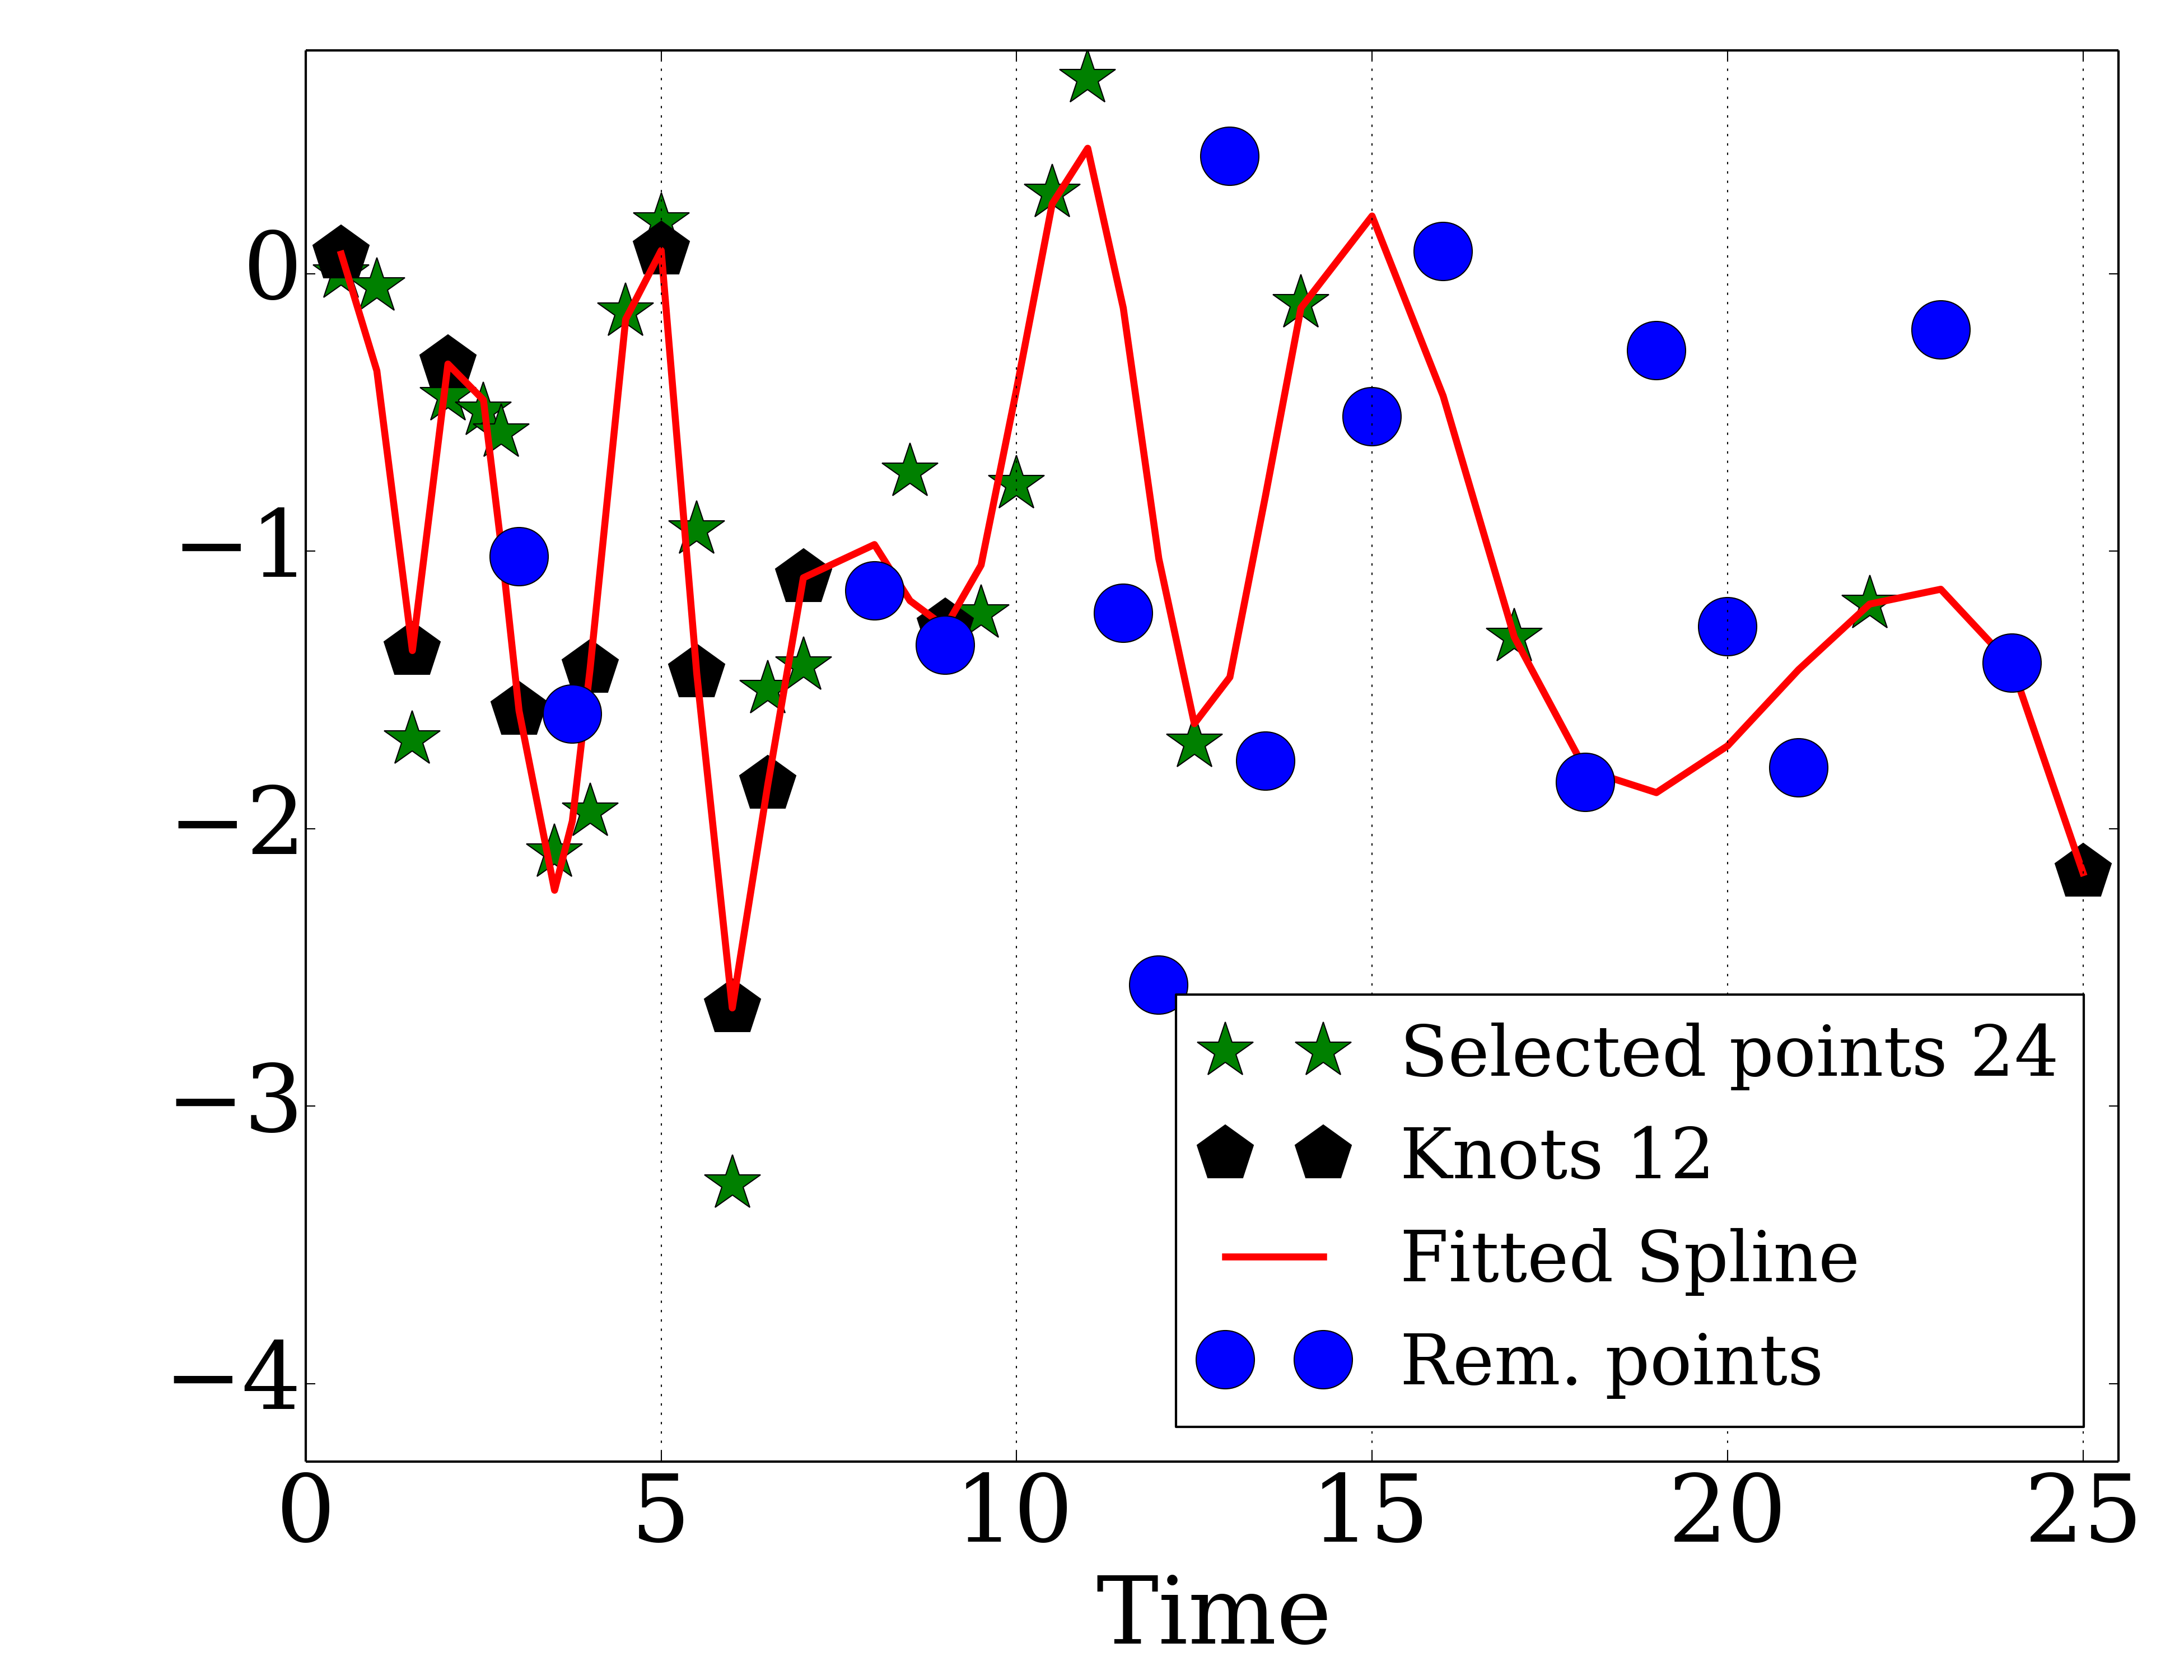 0
−1
−2
−3
−4
Selected points 24
Knots 12
Fitted Spline
Rem. points
0 5 10 15 20 25
Time